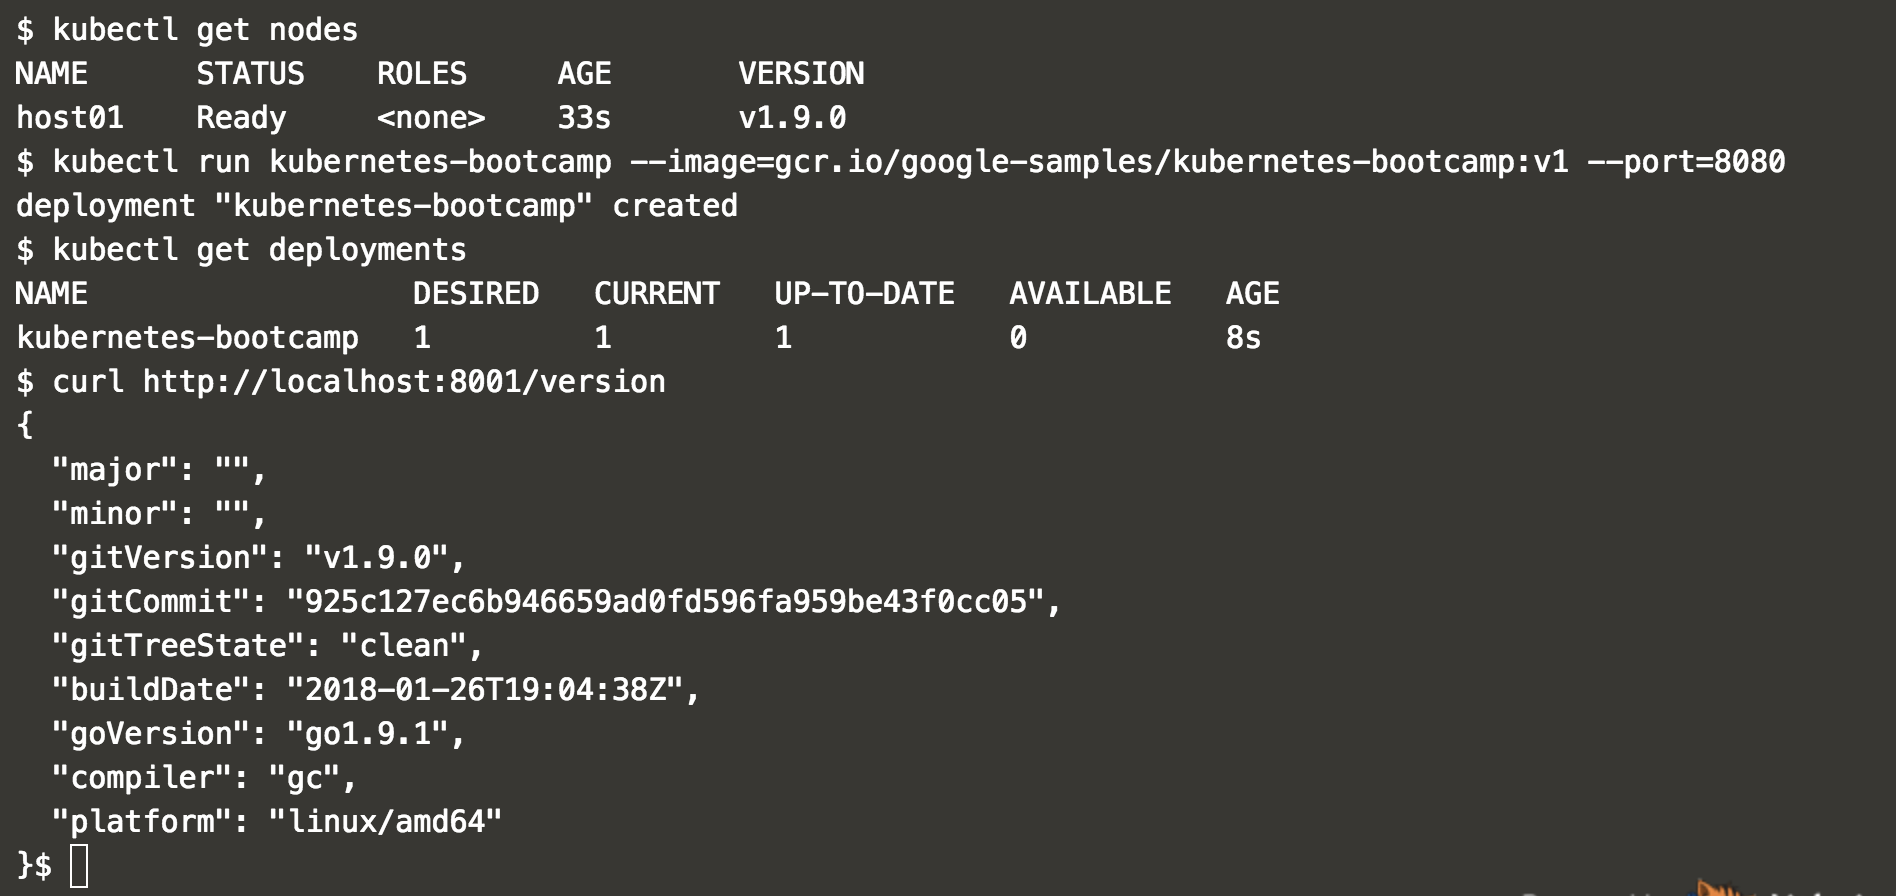 $ kubectl get nodes
NAME      STATUS    ROLES     AGE       VERSION
host01    Ready     <none>    33s       v1.9.0
$ kubectl run kubernetes-bootcamp --image=gcr.io/google-samples/kubernetes-bootcamp:v1 --port=8080
deployment "kubernetes-bootcamp" created
$ kubectl get deployments
NAME                  DESIRED   CURRENT   UP-TO-DATE   AVAILABLE   AGE
kubernetes-bootcamp   1         1         1            0           8s
$ curl http://localhost:8001/version
{
  "major": "",
  "minor": "",
  "gitVersion": "v1.9.0",
  "gitCommit": "925c127ec6b946659ad0fd596fa959be43f0cc05",
  "gitTreeState": "clean",
  "buildDate": "2018-01-26T19:04:38Z",
  "goVersion": "go1.9.1",
  "compiler": "gc",
  "platform": "linux/amd64"
}$